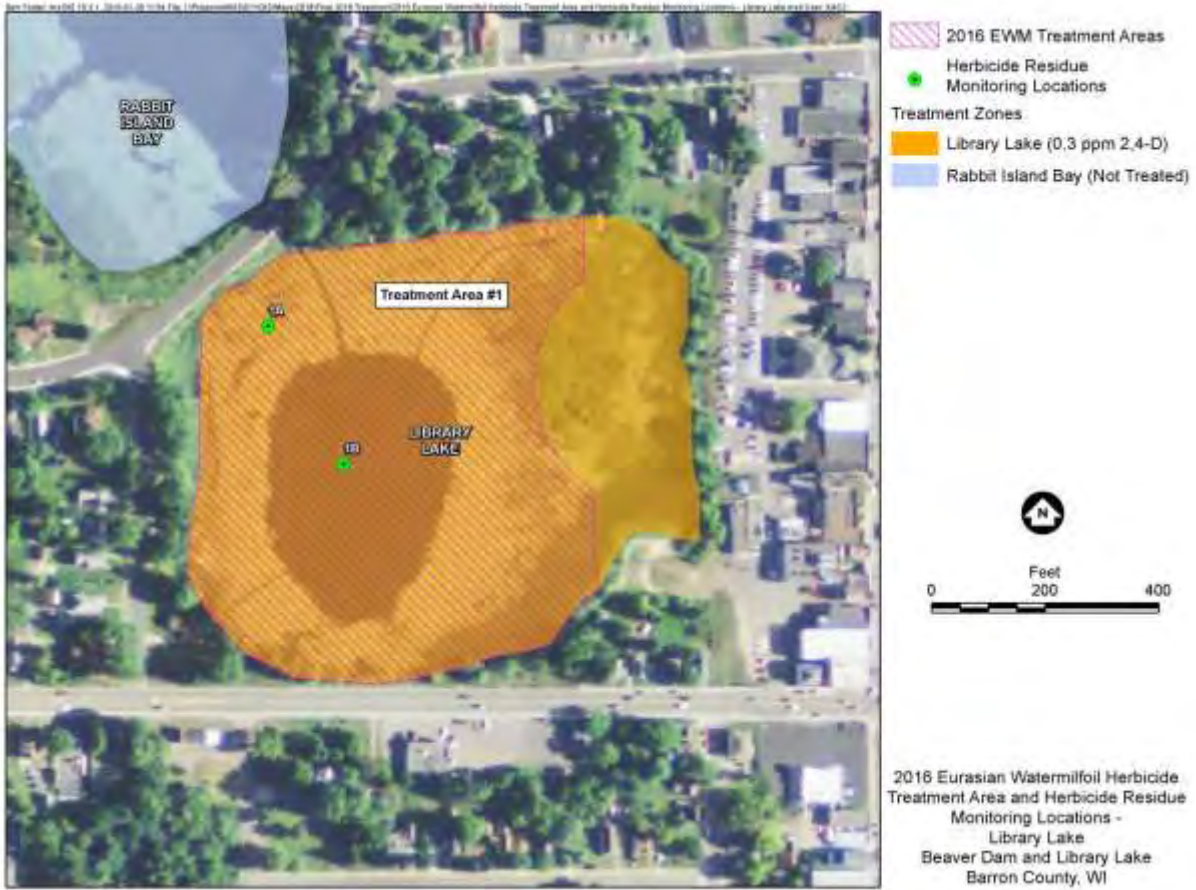 RABBIT
ISLAND
BAY
Treatment Area #1
1A
1B
LIBRARY
LAKE
2016 EWM Treatment Areas
Herbicide Residue
Monitoring Locations
Treatment Zones
Library Lake (0.3 ppm 2,4-D)
Rabbit Island Bay (Not Treated)
N
Feet
0 200 400
2016 Eurasian Watermilfoil Herbicide
Treatment Area and Herbicide Residue
Monitoring Locations -
Library Lake
Beaver Dam and Library Lake
Barron County, WI